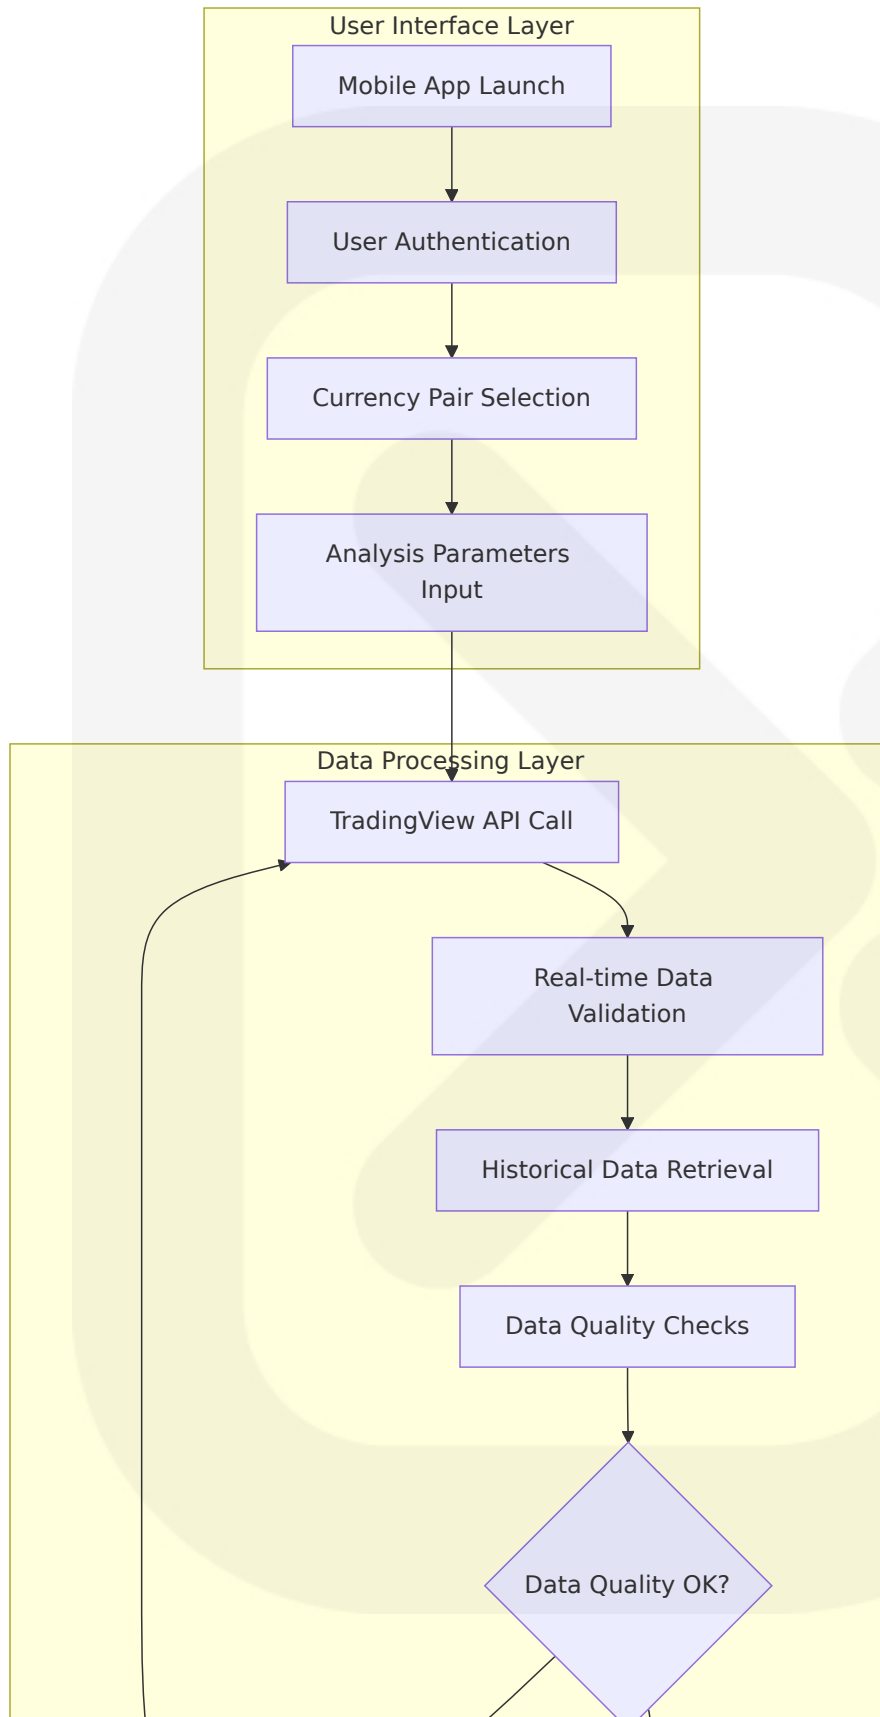 User Interface Layer
Mobile App Launch
User Authentication
Currency Pair Selection
Analysis Parameters
Input
Data Processing Layer
TradingView API Call
Real-time Data
Validation
Historical Data Retrieval
Data Quality Checks
Data Quality OK?